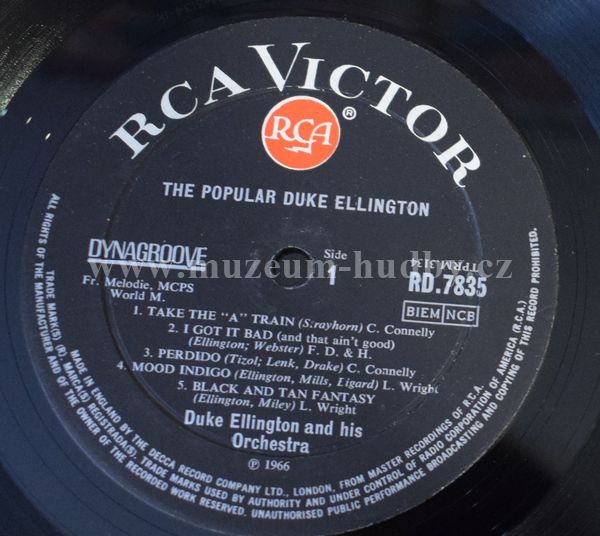 RCA VICTOR
RCA
®
THE POPULAR DUKE ELLINGTON
DYNAGROOVE
Side
1
TPRM-5134
RD.7835
Fr. Melodie, MCPS
World M.
BIEM NCB
www.muzeum-hudby.cz
1. TAKE THE "A" TRAIN (S:rayhorn) C. Connelly
2. I GOT IT BAD (and that ain't good)
(Ellington; Webster) F. D. & H.
3. PERDIDO (Tizol; Lenk, Drake) C. Connelly
4. MOOD INDIGO (Ellington, Mills, Ligard) L. Wright
5. BLACK AND TAN FANTASY
(Ellington, Miley) L. Wright
Duke Ellington and his
Orchestra
℗ 1966
ALL RIGHTS OF THE MANUFACTURER AND OF THE OWNER OF THE RECORDED WORK RESERVED. UNAUTHORISED PUBLIC PERFORMANCE BROADCASTING AND COPYING OF THIS RECORD PROHIBITED.
TRADE MARK(S) (R). MARCA(S) REGISTRADA(S). TRADE MARKS USED BY AUTHORITY AND UNDER CONTROL OF RADIO CORPORATION OF AMERICA (R.C.A.)
MADE IN ENGLAND BY THE DECCA RECORD COMPANY LTD., LONDON, FROM MASTER RECORDINGS OF R.C.A.